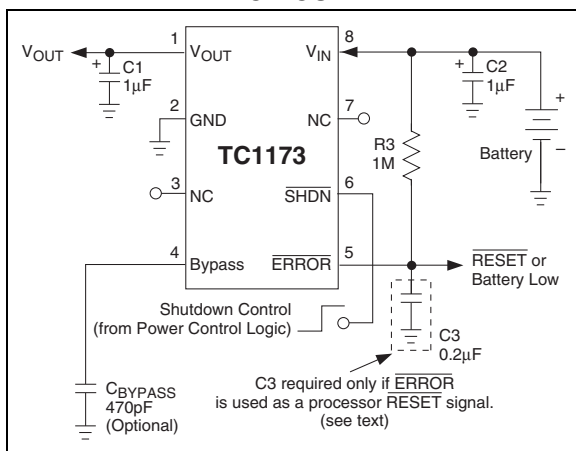 1
8
VOUT
VOUT
VIN
+
C1
1µF
+
C2
1µF
+
2
GND
7
NC
TC1173
R3
1M
Battery
–
3
NC
6
SHDN
4
Bypass
ERROR
5
RESET or
Battery Low
Shutdown Control
(from Power Control Logic)
C3
0.2µF
CBYPASS
470pF
(Optional)
C3 required only if ERROR
is used as a processor RESET signal.
(see text)